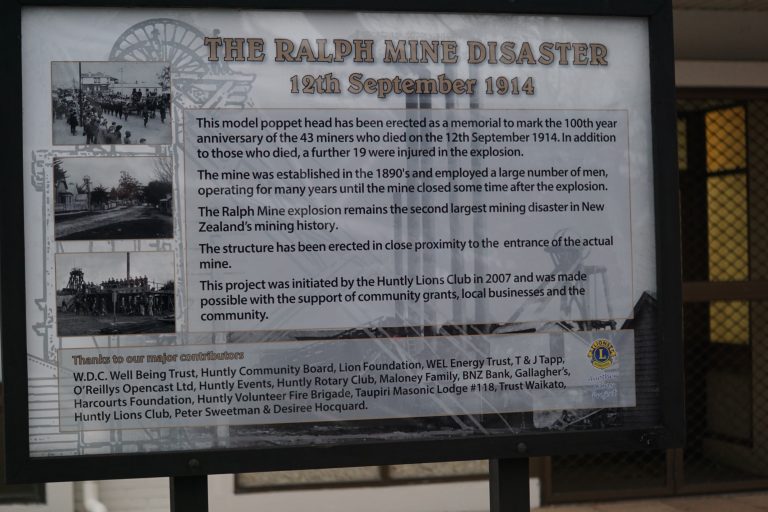 THE RALPH MINE DISASTER
12th September 1914
This model poppet head has been erected as a memorial to mark the 100th year
anniversary of the 43 miners who died on the 12th September 1914. In addition
to those who died, a further 19 were injured in the explosion.
The mine was established in the 1890's and employed a large number of men,
operating for many years until the mine closed some time after the explosion.
The Ralph Mine explosion remains the second largest mining disaster in New
Zealand's mining history.
The structure has been erected in close proximity to the entrance of the actual
mine.
This project was initiated by the Huntly Lions Club in 2007 and was made
possible with the support of community grants, local businesses and the
community.
Thanks to our major contributors
W.D.C. Well Being Trust, Huntly Community Board, Lion Foundation, WEL Energy Trust, T & J Tapp,
O'Reillys Opencast Ltd, Huntly Events, Huntly Rotary Club, Maloney Family, BNZ Bank, Gallagher's,
Harcourts Foundation, Huntly Volunteer Fire Brigade, Taupiri Masonic Lodge #118, Trust Waikato,
Huntly Lions Club, Peter Sweetman & Desiree Hocquard.
LIONS
L
Another
Lions
Project